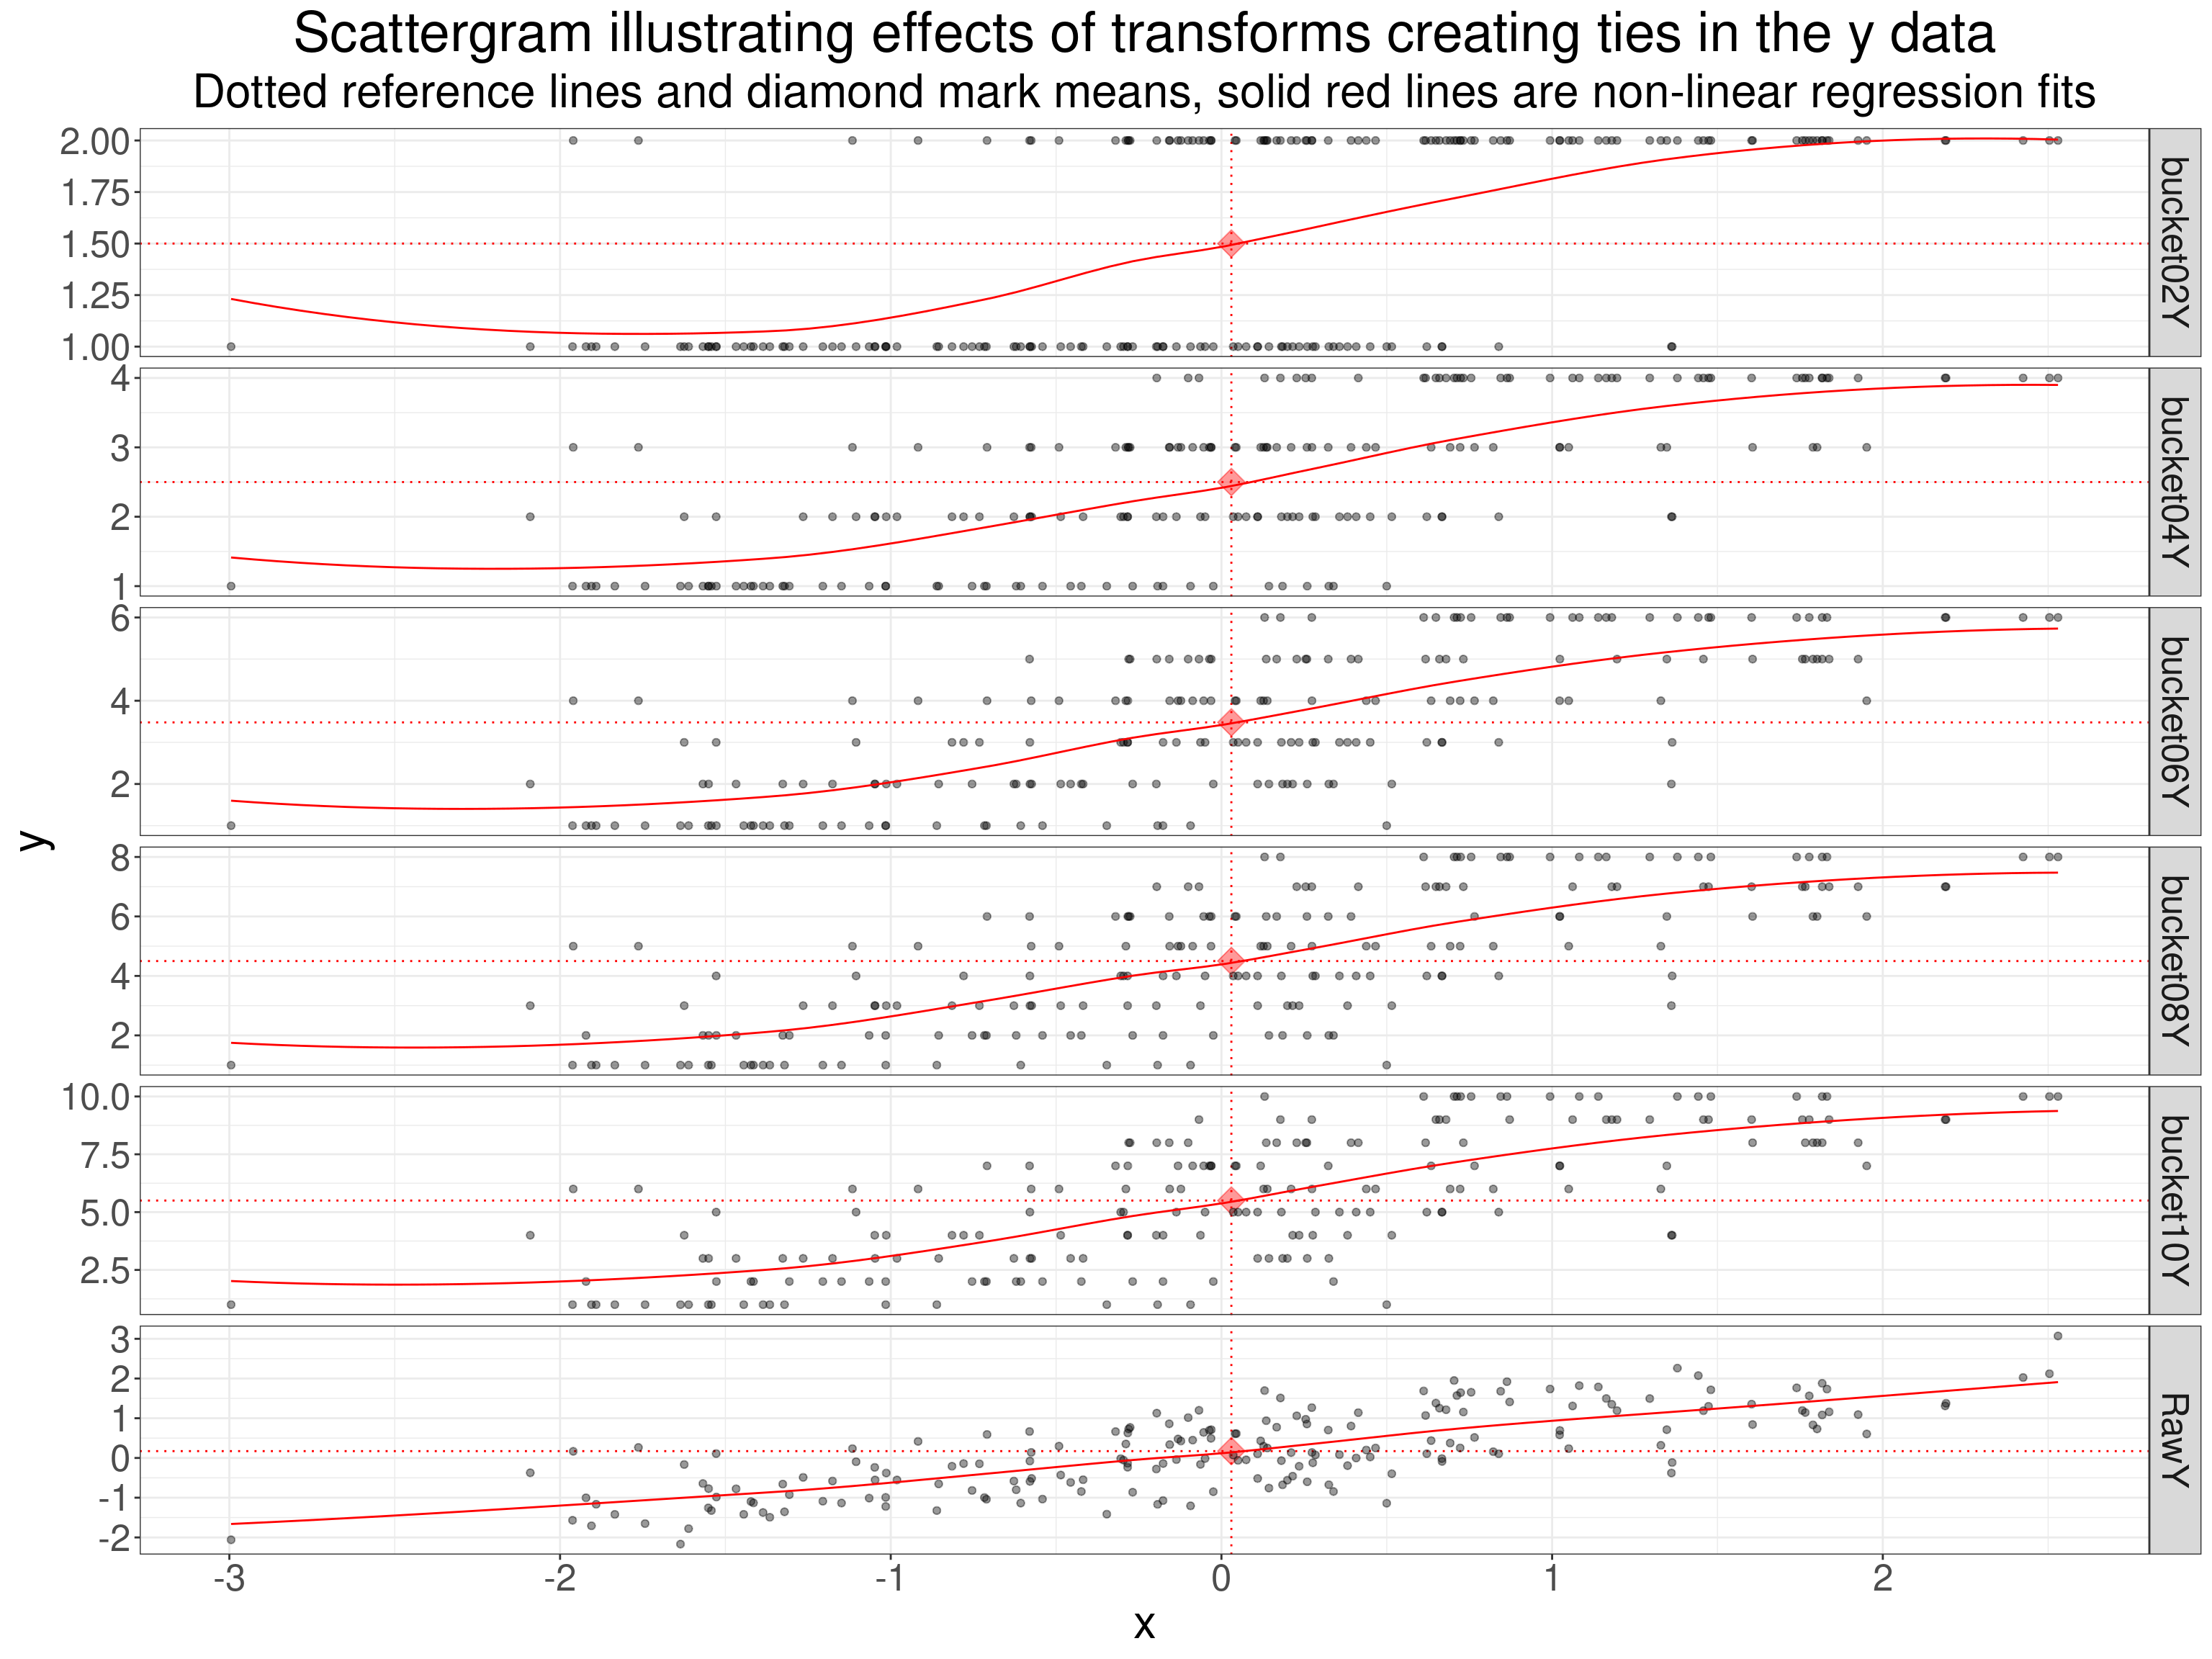 Scattergram illustrating effects of transforms creating ties in the y data
Dotted reference lines and diamond mark means, solid red lines are non-linear regression fits
2.00
1.75
1.50
1.25
1.00
bucket02Y
4
3
2
1
bucket04Y
6
4
2
bucket06Y
8
6
4
2
bucket08Y
10.0
7.5
5.0
2.5
bucket10Y
3
2
1
0
-1
-2
RawY
y
-3 -2 -1 0 1 2
x